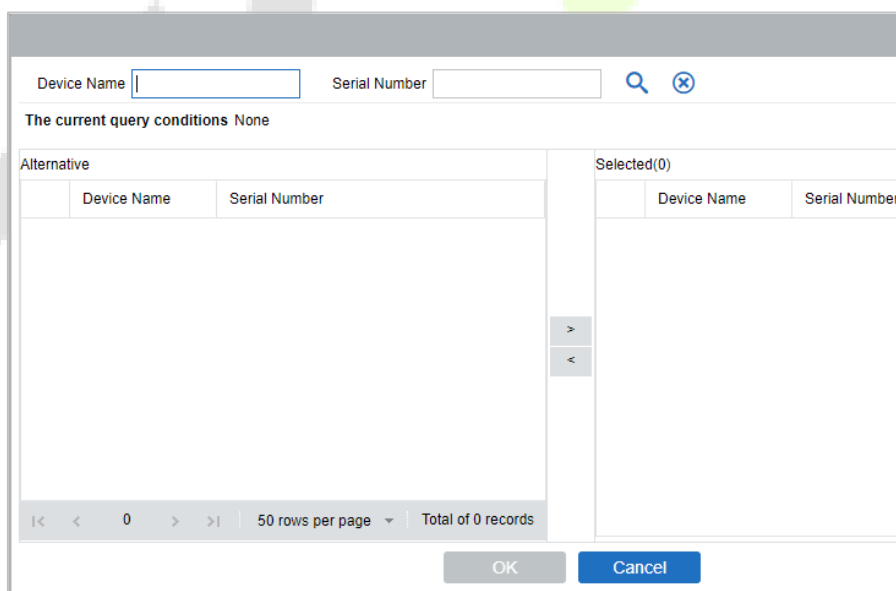 Device Name Serial Number
The current query conditions None
Alternative
Device Name Serial Number
Selected(0)
Device Name Serial Number
>
<
|< < 0 > >| 50 rows per page Total of 0 records
OK Cancel